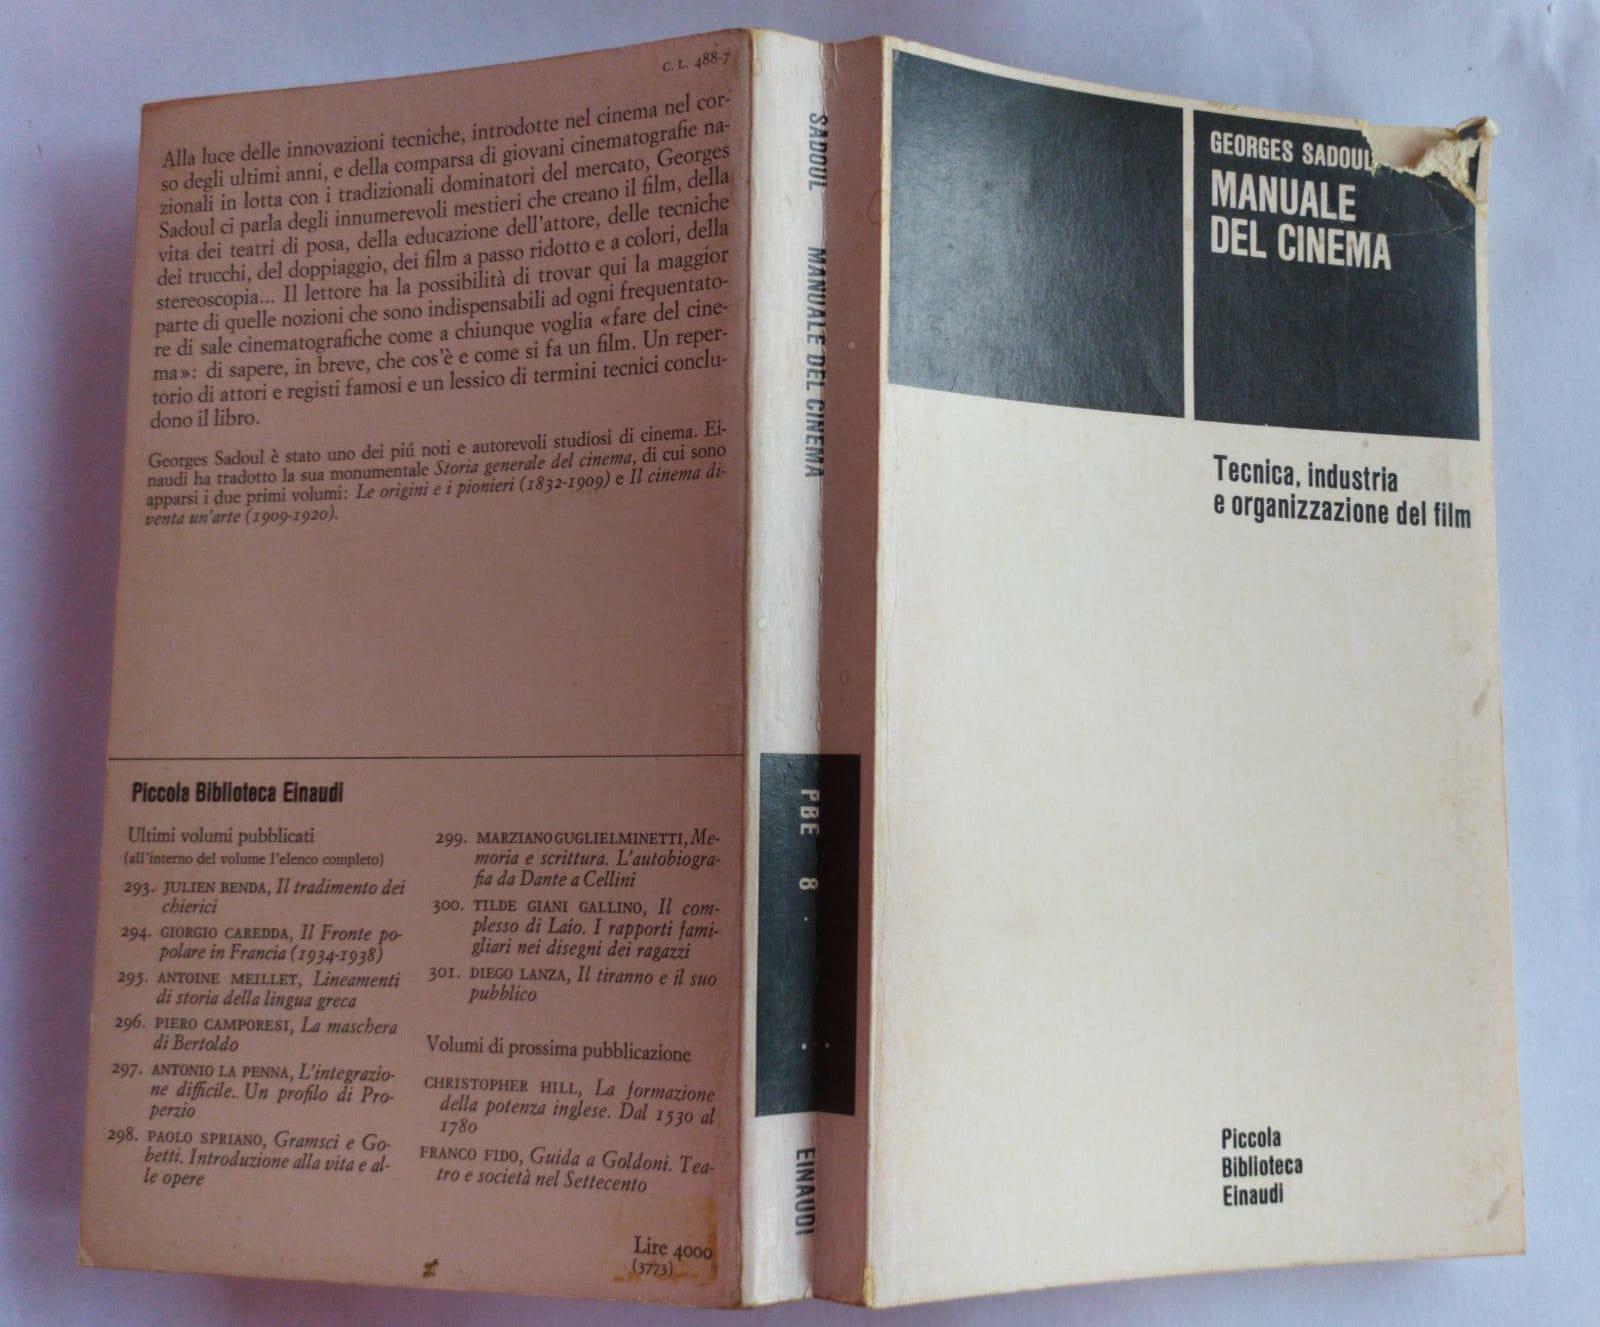 C. L. 488-7
Alla luce delle innovazioni tecniche, introdotte nel cinema nel cor-
so degli ultimi anni, e della comparsa di giovani cinematografie na-
zionali in lotta con i tradizionali dominatori del mercato, Georges
Sadoul ci parla degli innumerevoli mestieri che creano il film, della
vita dei teatri di posa, della educazione dell'attore, delle tecniche
dei trucchi, del doppiaggio, dei film a passo ridotto e a colori, della
stereoscopia... Il lettore ha la possibilità di trovar qui la maggior
parte di quelle nozioni che sono indispensabili ad ogni frequentato-
re di sale cinematografiche come a chiunque voglia «fare del cine-
ma»: di sapere, in breve, che cos'è e come si fa un film. Un reper-
torio di attori e registi famosi e un lessico di termini tecnici conclu-
dono il libro.
Georges Sadoul è stato uno dei piú noti e autorevoli studiosi di cinema. Ei-
naudi ha tradotto la sua monumentale Storia generale del cinema, di cui sono
apparsi i due primi volumi: Le origini e i pionieri (1832-1909) e Il cinema di-
venta un'arte (1909-1920).
Piccola Biblioteca Einaudi
Ultimi volumi pubblicati
(all'interno del volume l'elenco completo)
293. JULIEN BENDA, Il tradimento dei
chierici
294. GIORGIO CAREDDA, Il Fronte po-
polare in Francia (1934-1938)
295. ANTOINE MEILLET, Lineamenti
di storia della lingua greca
296. PIERO CAMPORESI, La maschera
di Bertoldo
297. ANTONIO LA PENNA, L'integrazio-
ne difficile. Un profilo di Pro-
perzio
298. PAOLO SPRIANO, Gramsci e Go-
betti. Introduzione alla vita e al-
le opere
299. MARZIANO GUGLIELMINETTI, Me-
moria e scrittura. L'autobiogra-
fia da Dante a Cellini
300. TILDE GIANI GALLINO, Il com-
plesso di Laio. I rapporti fami-
gliari nei disegni dei ragazzi
301. DIEGO LANZA, Il tiranno e il suo
pubblico
Volumi di prossima pubblicazione
CHRISTOPHER HILL, La formazione
della potenza inglese. Dal 1530 al
1780
FRANCO FIDO, Guida a Goldoni. Tea-
tro e società nel Settecento
Lire 4000
(3773)
SADOUL MANUALE DEL CINEMA
PBE 8
EINAUDI
GEORGES SADOUL
MANUALE
DEL CINEMA
Tecnica, industria
e organizzazione del film
Piccola
Biblioteca
Einaudi